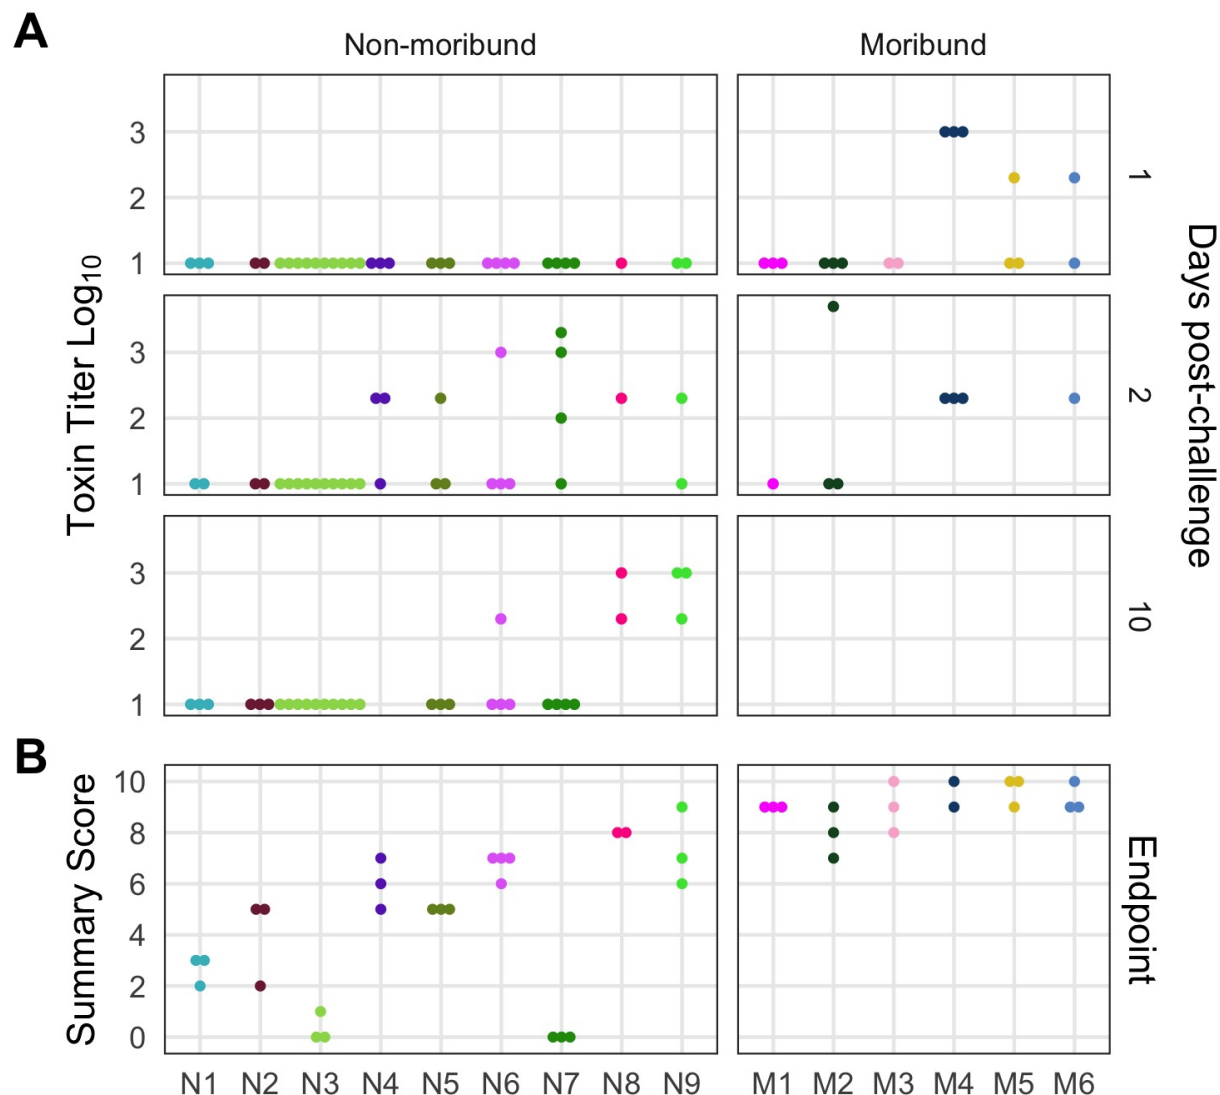 A
Non-moribund Moribund
Toxin Titer Log10
Days post-challenge
3
2
1
1
3
2
1
2
3
2
1
10
B
Summary Score
Endpoint
10
8
6
4
2
0
N1 N2 N3 N4 N5 N6 N7 N8 N9 M1 M2 M3 M4 M5 M6